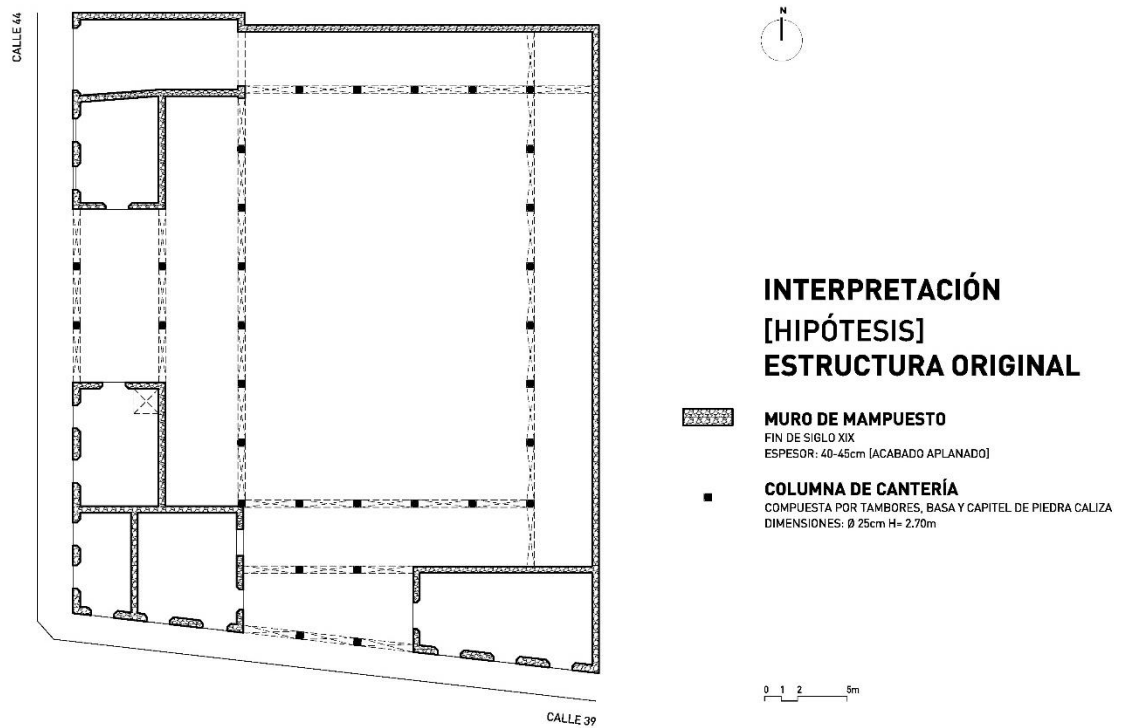 CALLE 44
N
INTERPRETACIÓN
[HIPÓTESIS]
ESTRUCTURA ORIGINAL
MURO DE MAMPUESTO
FIN DE SIGLO XIX
ESPESOR: 40-45cm [ACABADO APLANADO]
COLUMNA DE CANTERÍA
COMPUESTA POR TAMBORES, BASA Y CAPITEL DE PIEDRA CALIZA
DIMENSIONES: Ø 25cm H= 2.70m
0 1 2 5m
CALLE 39